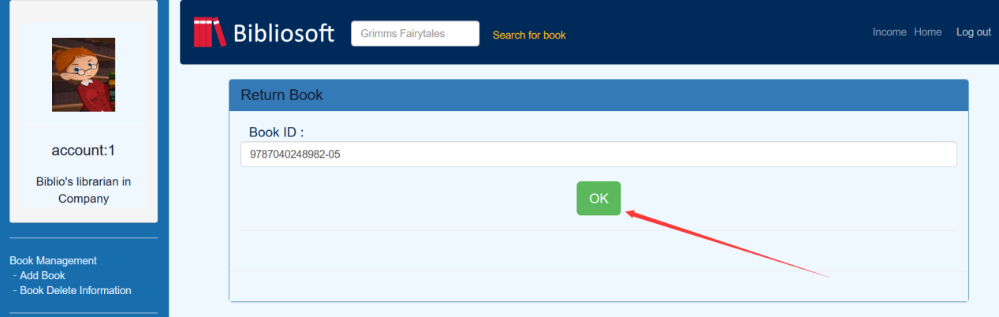 Bibliosoft
Grimms Fairytales
Search for book
Income Home Log out
account:1
Biblio's librarian in
Company
Book Management
- Add Book
- Book Delete Information
Return Book
Book ID :
9787040248982-05
OK